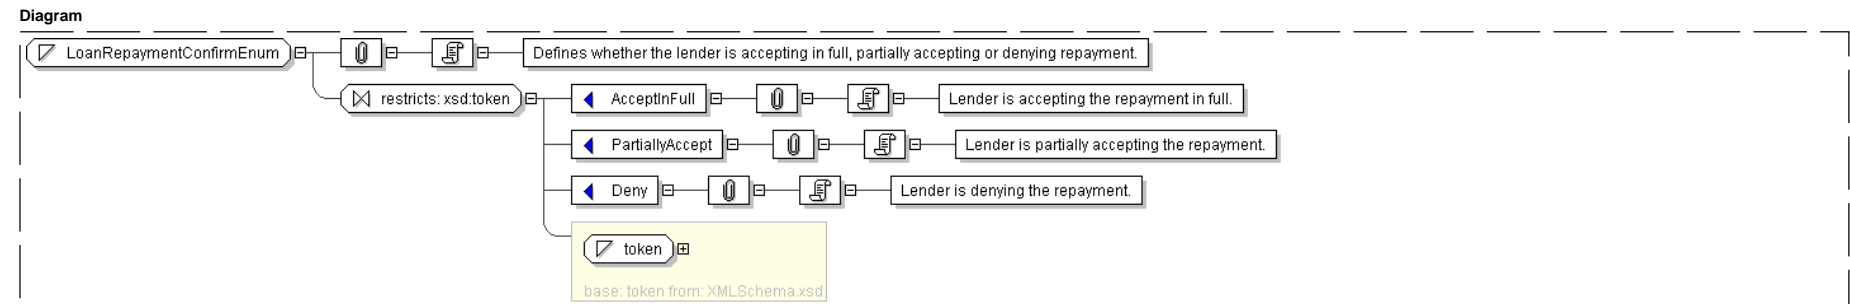 Diagram
LoanRepaymentConfirmEnum Defines whether the lender is accepting in full, partially accepting or denying repayment.
restricts: xsd:token AcceptInFull Lender is accepting the repayment in full.
PartiallyAccept Lender is partially accepting the repayment.
Deny Lender is denying the repayment.
token
base: token from: XMLSchema.xsd